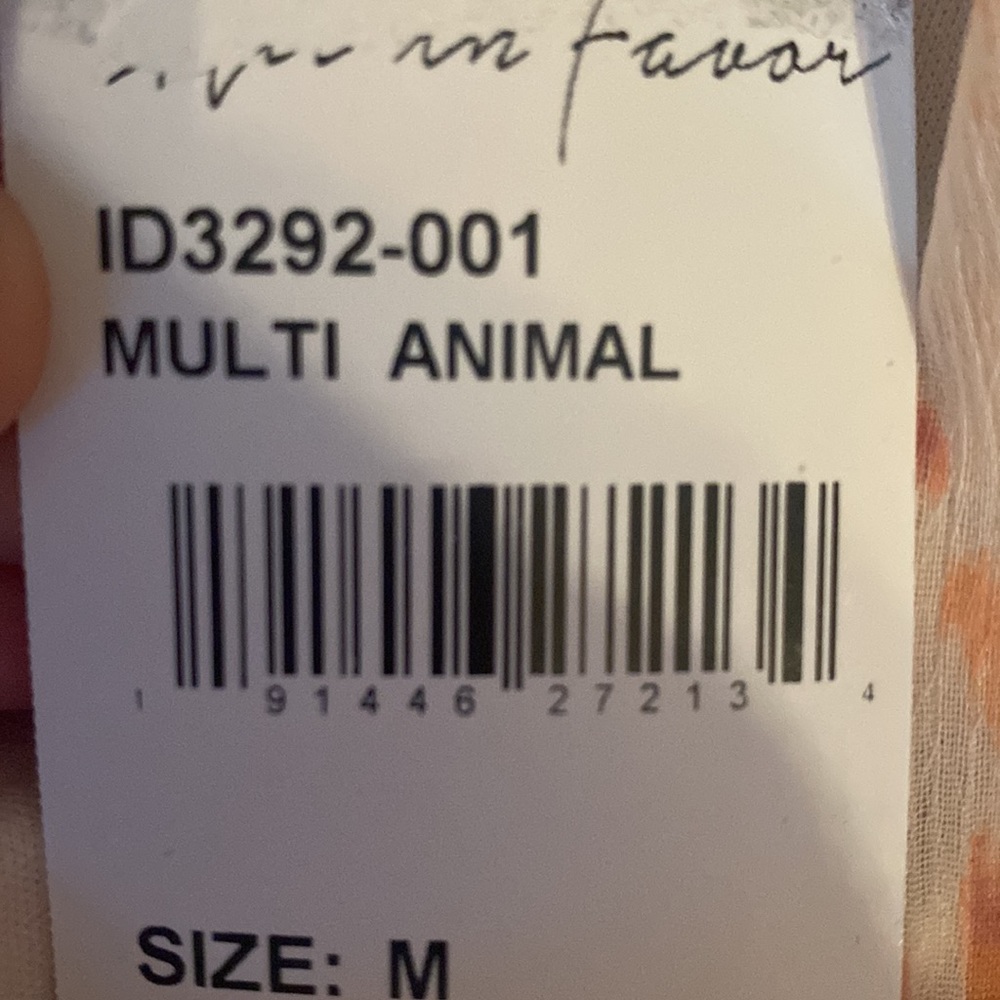 in favor
ID3292-001
MULTI ANIMAL
1 91446 27213 4
SIZE: M